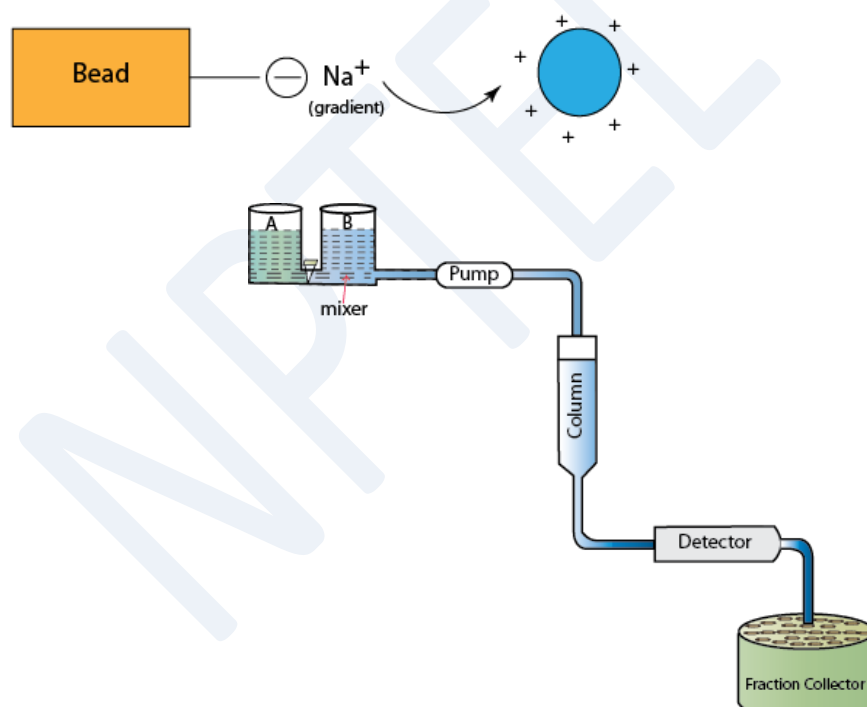 Bead
− Na+
(gradient)
+ + + + + + + +
A
B
mixer
Pump
Column
Detector
Fraction Collector
NPTEL